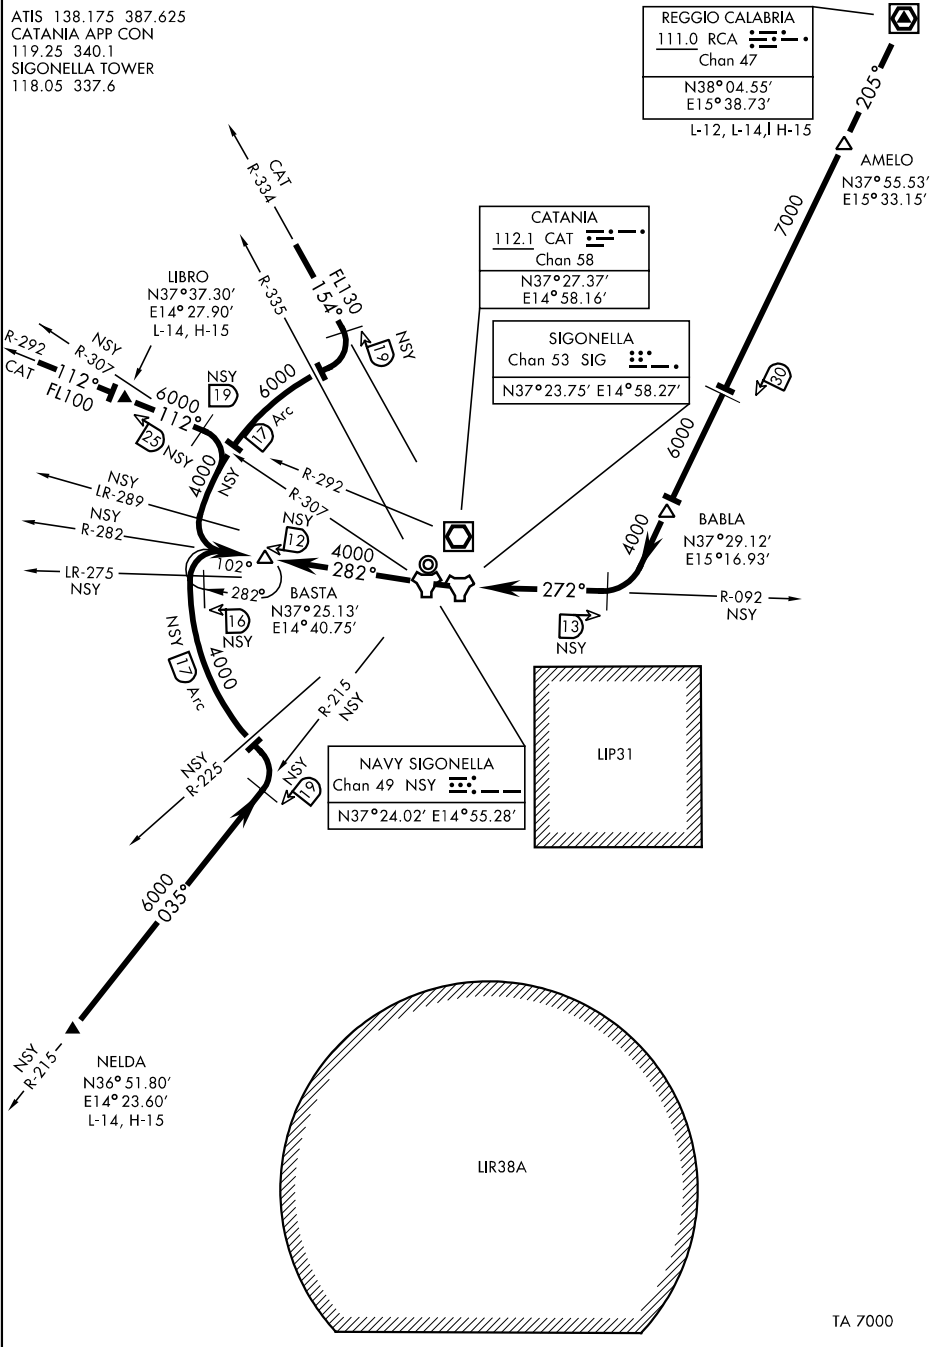 ATIS 138.175 387.625
CATANIA APP CON
119.25 340.1
SIGONELLA TOWER
118.05 337.6
REGGIO CALABRIA
111.0 RCA
Chan 47
N38°04.55'
E15°38.73'
L-12, L-14, H-15
205°
AMELO
N37°55.53'
E15°33.15'
7000
CAT
R-334
R-335
FL130
154°
NSY
19
CATANIA
112.1 CAT
Chan 58
N37°27.37'
E14°58.16'
SIGONELLA
Chan 53 SIG
N37°23.75' E14°58.27'
30
LIBRO
N37°37.30'
E14°27.90'
L-14, H-15
NSY
R-307
R-292
CAT
112°
FL100
6000
112°
NSY
19
25 NSY
6000
17 Arc
NSY
4000
R-292
R-307
NSY
LR-289
NSY
R-282
LR-275
NSY
NSY
12
102°
282°
BASTA
N37°25.13'
E14°40.75'
4000
282°
16
NSY
6000
4000
BABLA
N37°29.12'
E15°16.93'
272°
13
NSY
R-092
NSY
NSY 17 Arc
4000
R-215
NSY
NSY
R-225
NSY
19
NAVY SIGONELLA
Chan 49 NSY
N37°24.02' E14°55.28'
LIP31
6000
035°
NSY
R-215
NELDA
N36°51.80'
E14°23.60'
L-14, H-15
LIR38A
TA 7000